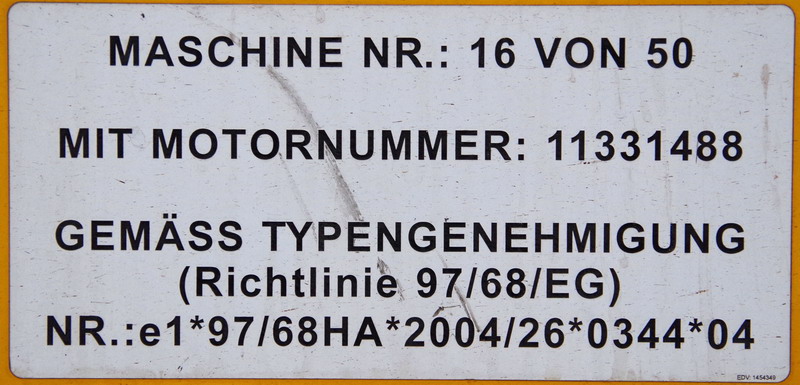 MASCHINE NR.: 16 VON 50
MIT MOTORNUMMER: 11331488
GEMÄSS TYPENGENEHMIGUNG
(Richtlinie 97/68/EG)
NR.:e1*97/68HA*2004/26*0344*04
EDV: 1454349